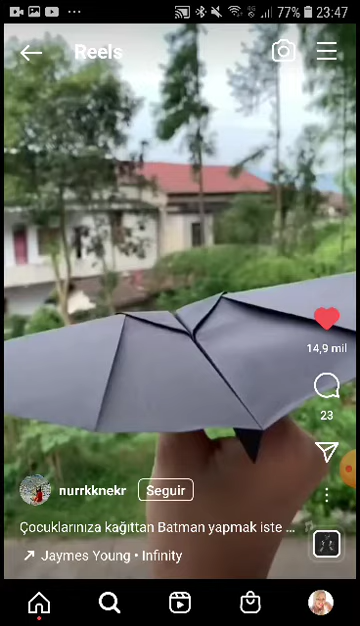 77% 23:47
Reels
14,9 mil
23
nurrkknekr Seguir
Çocuklarınıza kağıttan Batman yapmak iste ...
Jaymes Young • Infinity